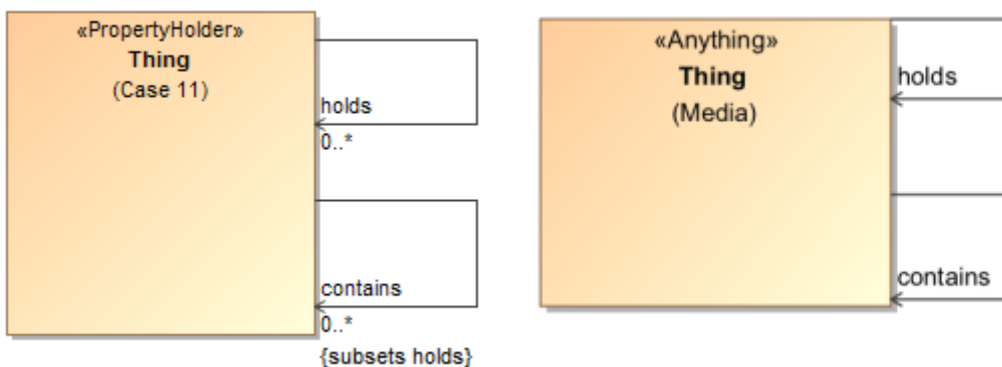 «PropertyHolder»
Thing
(Case 11)
holds
0..*
contains
0..*
{subsets holds}
«Anything»
Thing
(Media)
holds
contains